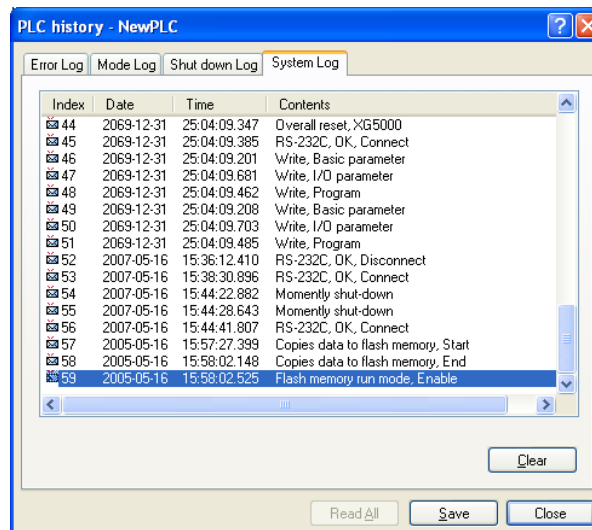 PLC history - NewPLC
Error Log Mode Log Shut down Log System Log
Index Date Time Contents
44 2069-12-31 25:04:09.347 Overall reset, XG5000
45 2069-12-31 25:04:09.385 RS-232C, OK, Connect
46 2069-12-31 25:04:09.201 Write, Basic parameter
47 2069-12-31 25:04:09.681 Write, I/O parameter
48 2069-12-31 25:04:09.462 Write, Program
49 2069-12-31 25:04:09.208 Write, Basic parameter
50 2069-12-31 25:04:09.703 Write, I/O parameter
51 2069-12-31 25:04:09.485 Write, Program
52 2007-05-16 15:36:12.410 RS-232C, OK, Disconnect
53 2007-05-16 15:38:30.896 RS-232C, OK, Connect
54 2007-05-16 15:44:22.882 Momently shut-down
55 2007-05-16 15:44:28.643 Momently shut-down
56 2007-05-16 15:44:41.807 RS-232C, OK, Connect
57 2005-05-16 15:57:27.399 Copies data to flash memory, Start
58 2005-05-16 15:58:02.148 Copies data to flash memory, End
59 2005-05-16 15:58:02.525 Flash memory run mode, Enable
Clear
Read All Save Close